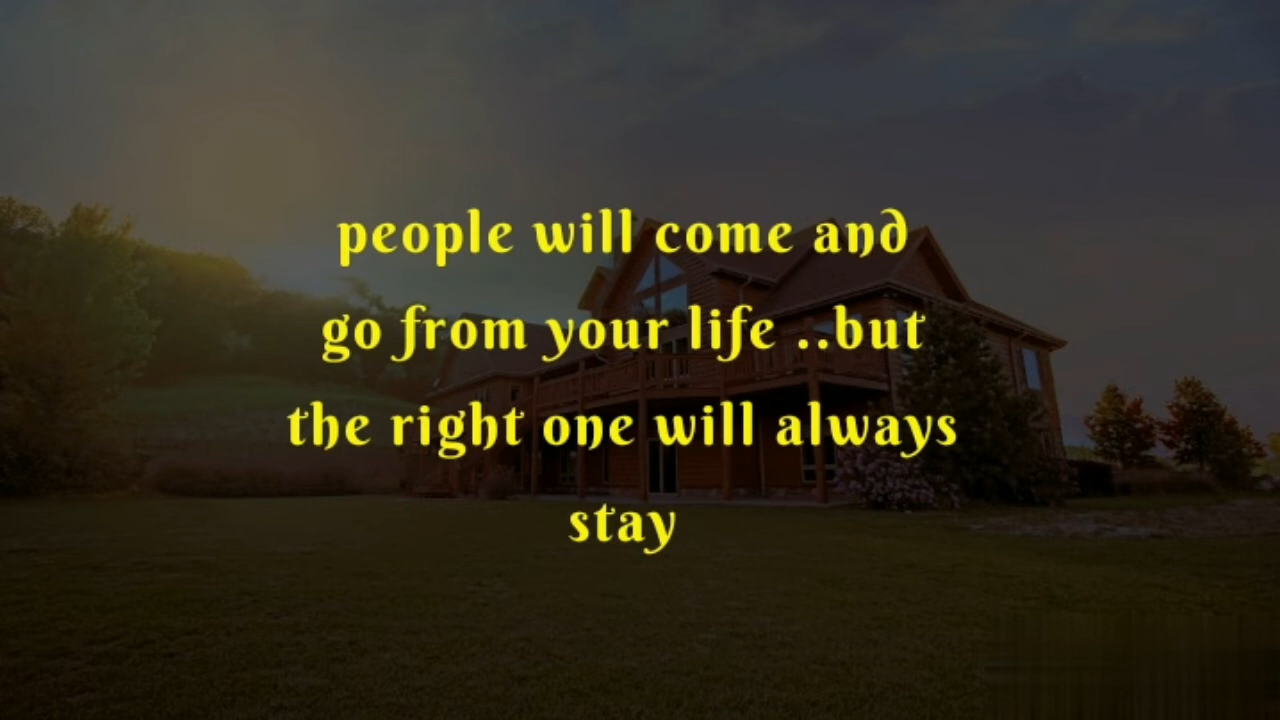 people will come and
go from your life ..but
the right one will always
stay